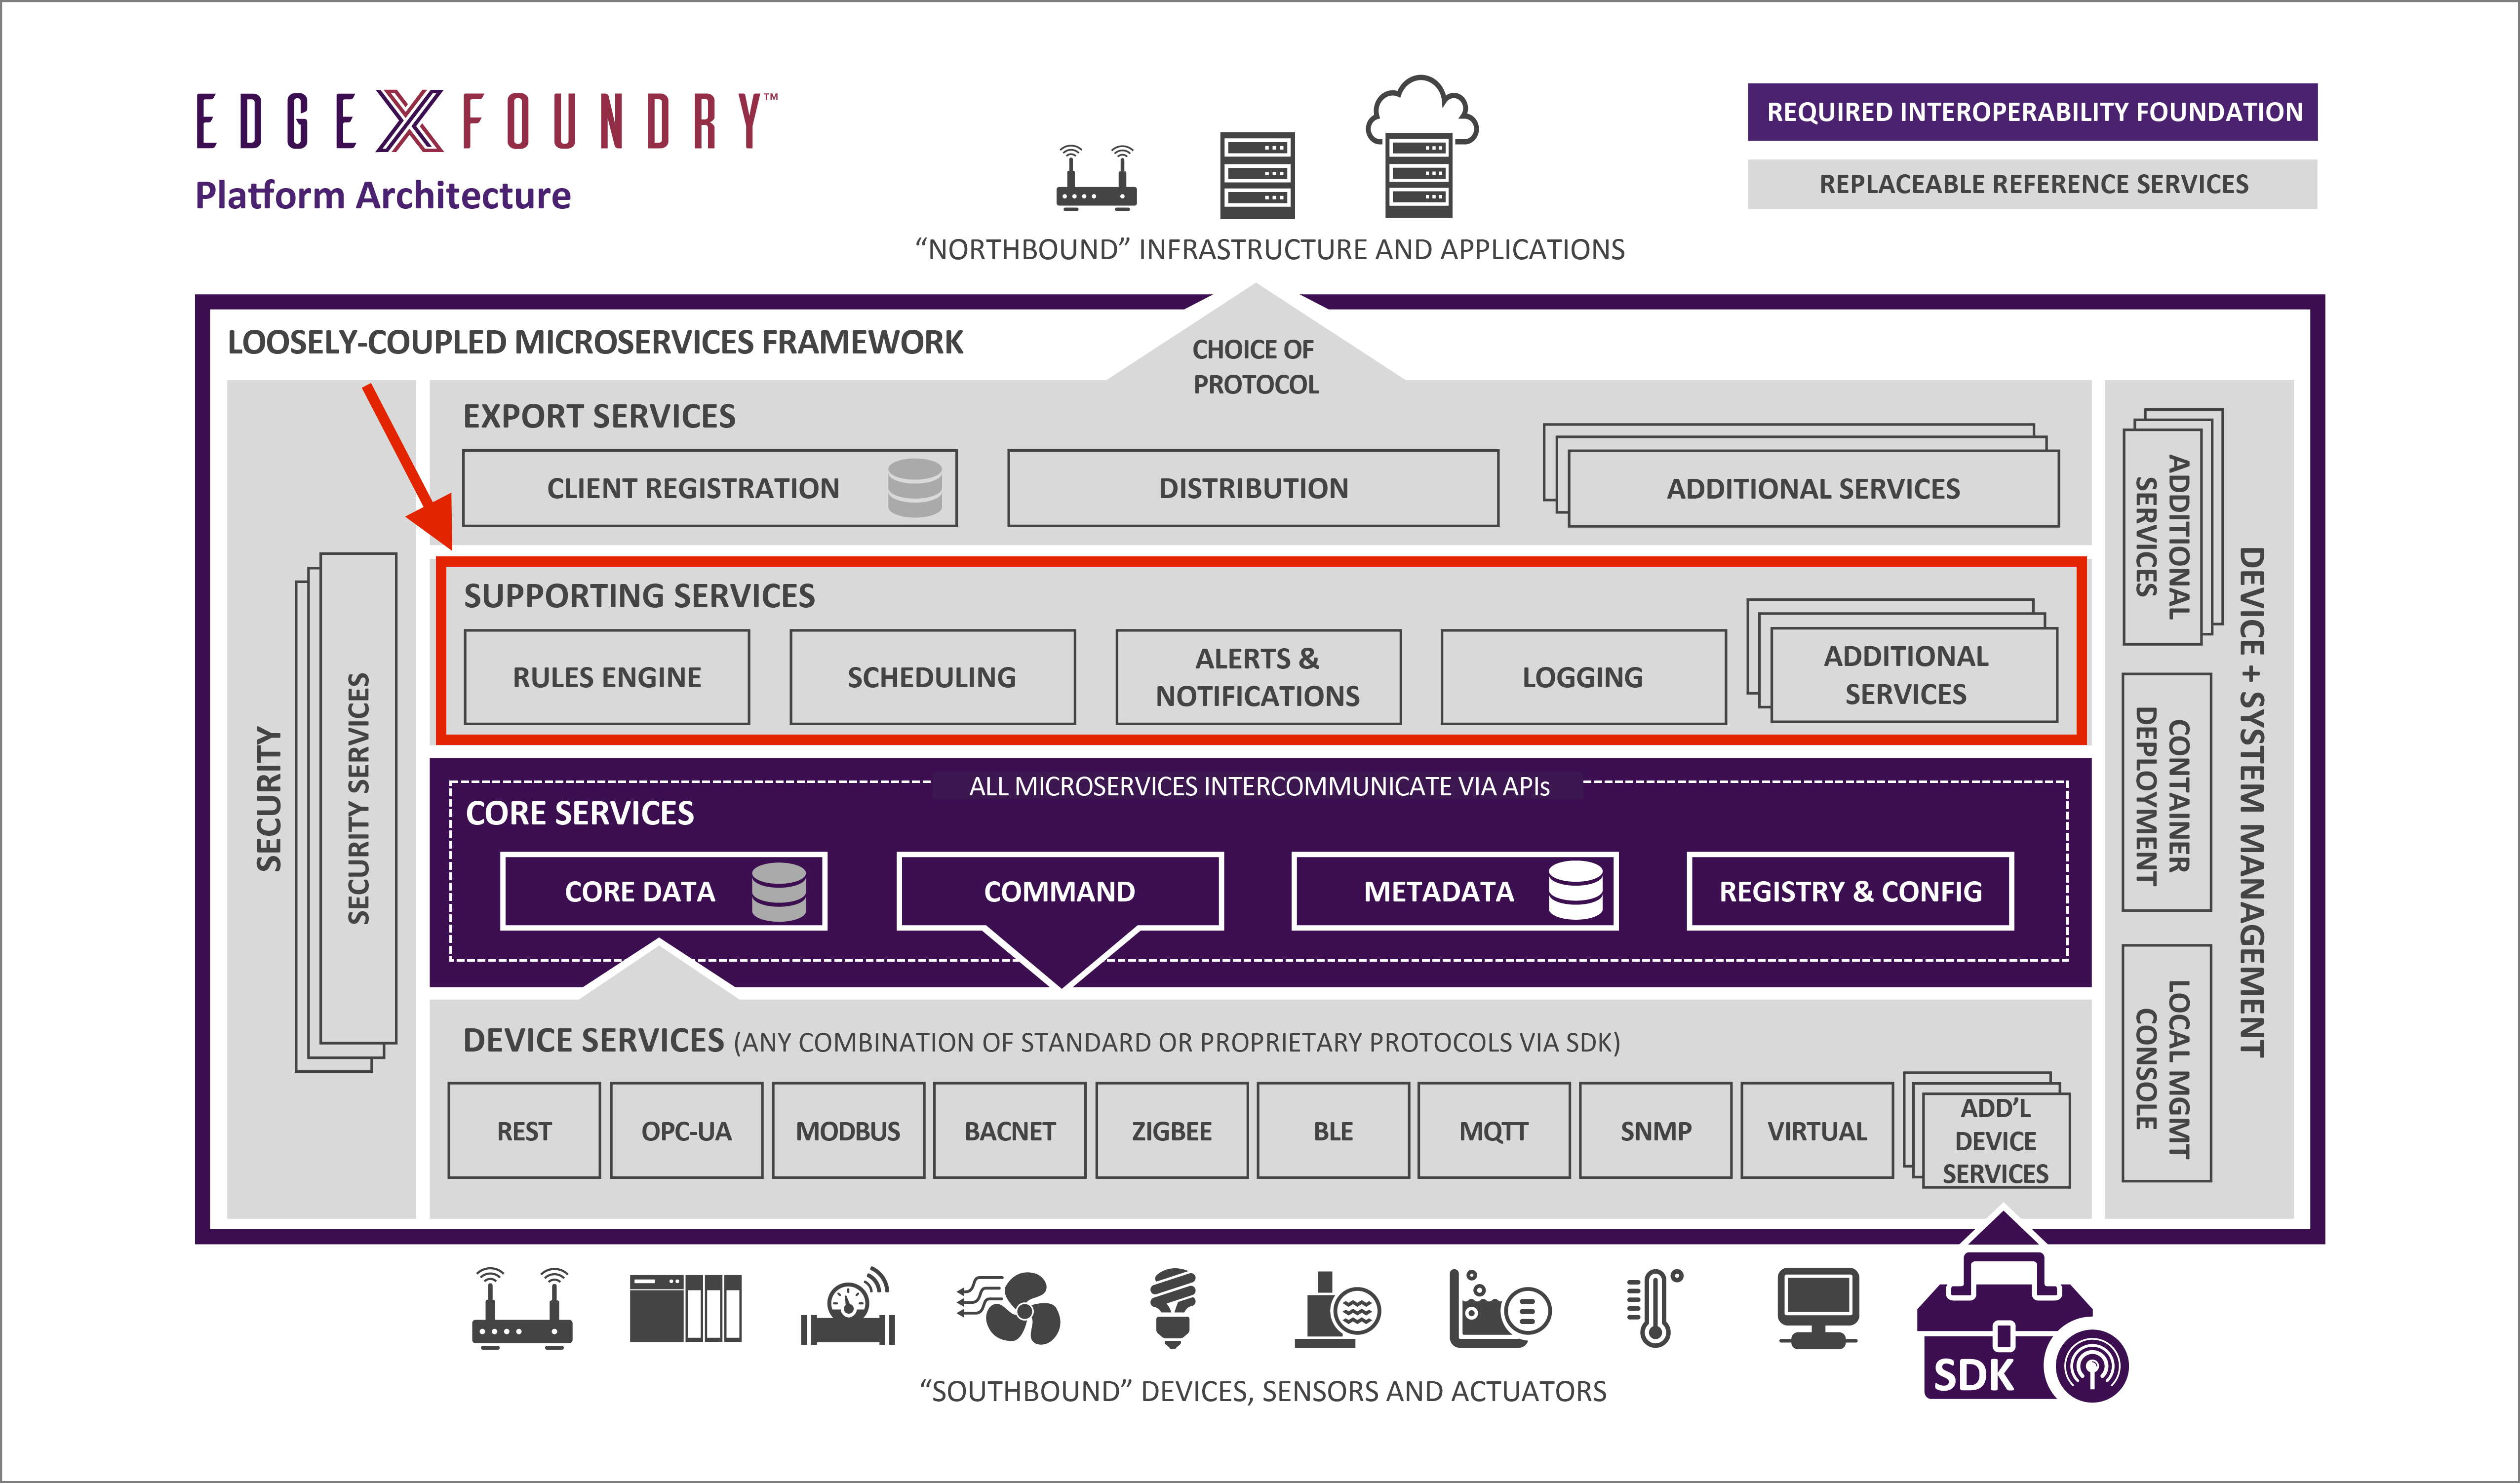 EDGE X FOUNDRY™
Platform Architecture
REQUIRED INTEROPERABILITY FOUNDATION
REPLACEABLE REFERENCE SERVICES
“NORTHBOUND” INFRASTRUCTURE AND APPLICATIONS
LOOSELY-COUPLED MICROSERVICES FRAMEWORK
CHOICE OF
PROTOCOL
EXPORT SERVICES
CLIENT REGISTRATION
DISTRIBUTION
ADDITIONAL SERVICES
SUPPORTING SERVICES
RULES ENGINE
SCHEDULING
ALERTS &
NOTIFICATIONS
LOGGING
ADDITIONAL
SERVICES
ALL MICROSERVICES INTERCOMMUNICATE VIA APIs
CORE SERVICES
CORE DATA
COMMAND
METADATA
REGISTRY & CONFIG
DEVICE SERVICES (ANY COMBINATION OF STANDARD OR PROPRIETARY PROTOCOLS VIA SDK)
REST
OPC-UA
MODBUS
BACNET
ZIGBEE
BLE
MQTT
SNMP
VIRTUAL
ADD’L
DEVICE
SERVICES
SECURITY
SECURITY SERVICES
ADDITIONAL
SERVICES
CONTAINER
DEPLOYMENT
LOCAL MGMT
CONSOLE
DEVICE + SYSTEM MANAGEMENT
SDK
“SOUTHBOUND” DEVICES, SENSORS AND ACTUATORS